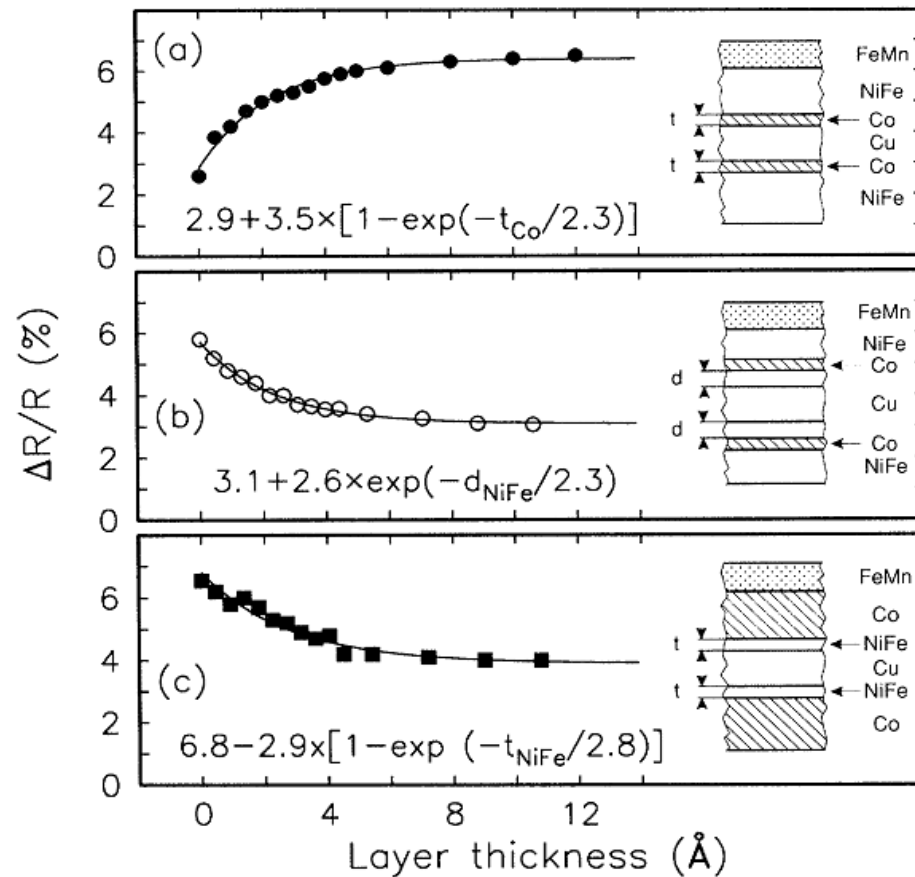 (a)
6
4
2
0
2.9+3.5×[1−exp(−t_Co/2.3)]
FeMn
NiFe
t
Co
Cu
t
Co
NiFe
ΔR/R (%)
(b)
6
4
2
0
3.1+2.6×exp(−d_NiFe/2.3)
FeMn
NiFe
Co
d
Cu
d
Co
NiFe
(c)
6
4
2
0
6.8−2.9x[1−exp (−t_NiFe/2.8)]
FeMn
Co
t
NiFe
Cu
t
NiFe
Co
0 4 8 12
Layer thickness (Å)